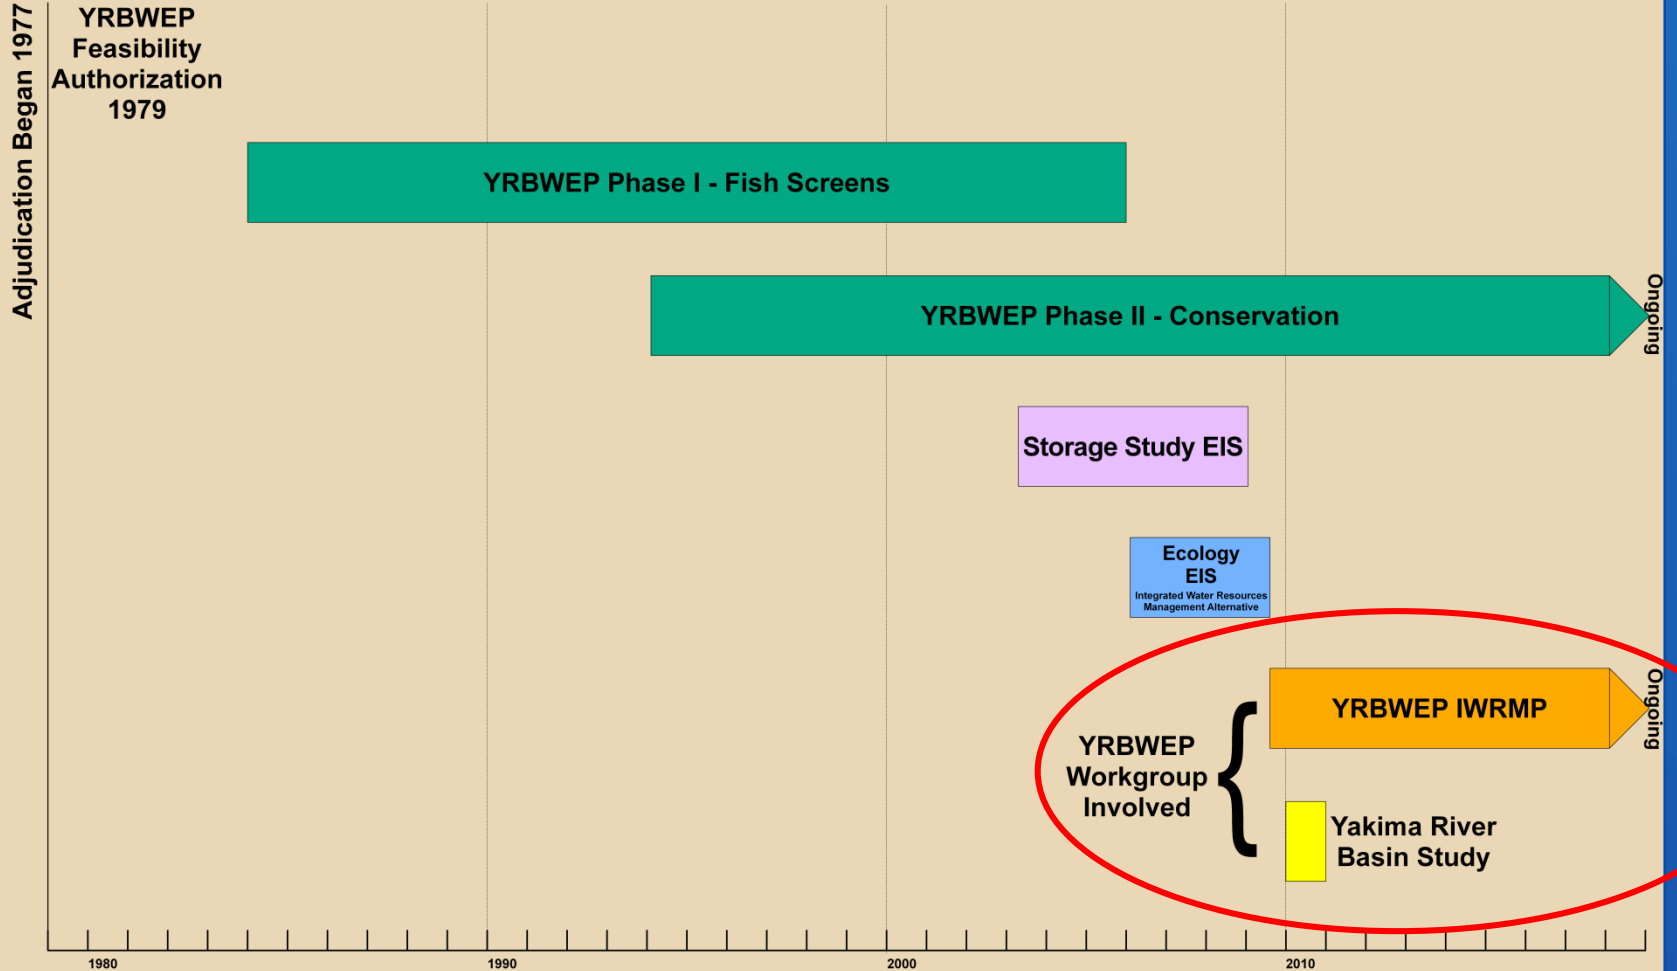 Adjudication Began 1977
YRBWEP
Feasibility
Authorization
1979
YRBWEP Phase I - Fish Screens
YRBWEP Phase II - Conservation
Ongoing
Storage Study EIS
Ecology
EIS
Integrated Water Resources
Management Alternative
YRBWEP IWRMP
Ongoing
YRBWEP
Workgroup
Involved
{
Yakima River
Basin Study
1980
1990
2000
2010